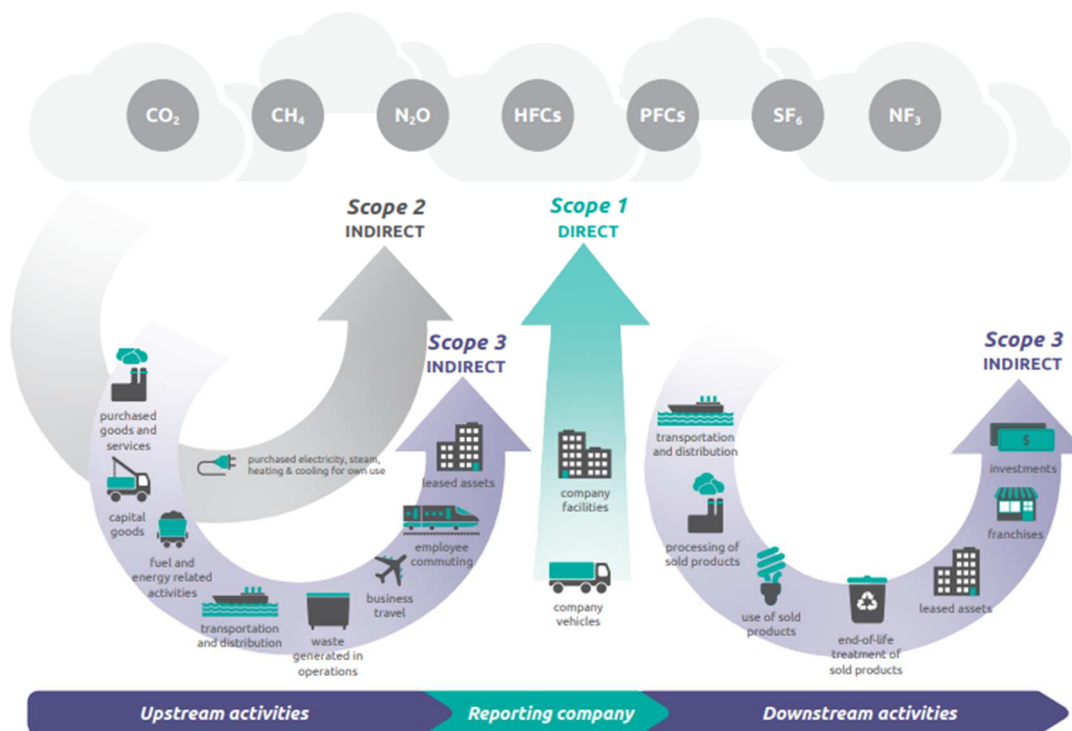 CO₂
CH₄
N₂O
HFCs
PFCs
SF₆
NF₃
Scope 2
INDIRECT
Scope 1
DIRECT
Scope 3
INDIRECT
Scope 3
INDIRECT
purchased
goods and
services
capital
goods
fuel and
energy related
activities
transportation
and distribution
waste
generated in
operations
business
travel
employee
commuting
leased assets
purchased electricity, steam,
heating & cooling for own use
company
facilities
company
vehicles
transportation
and distribution
processing of
sold products
use of sold
products
end-of-life
treatment of
sold products
leased assets
franchises
investments
$
Upstream activities
Reporting company
Downstream activities